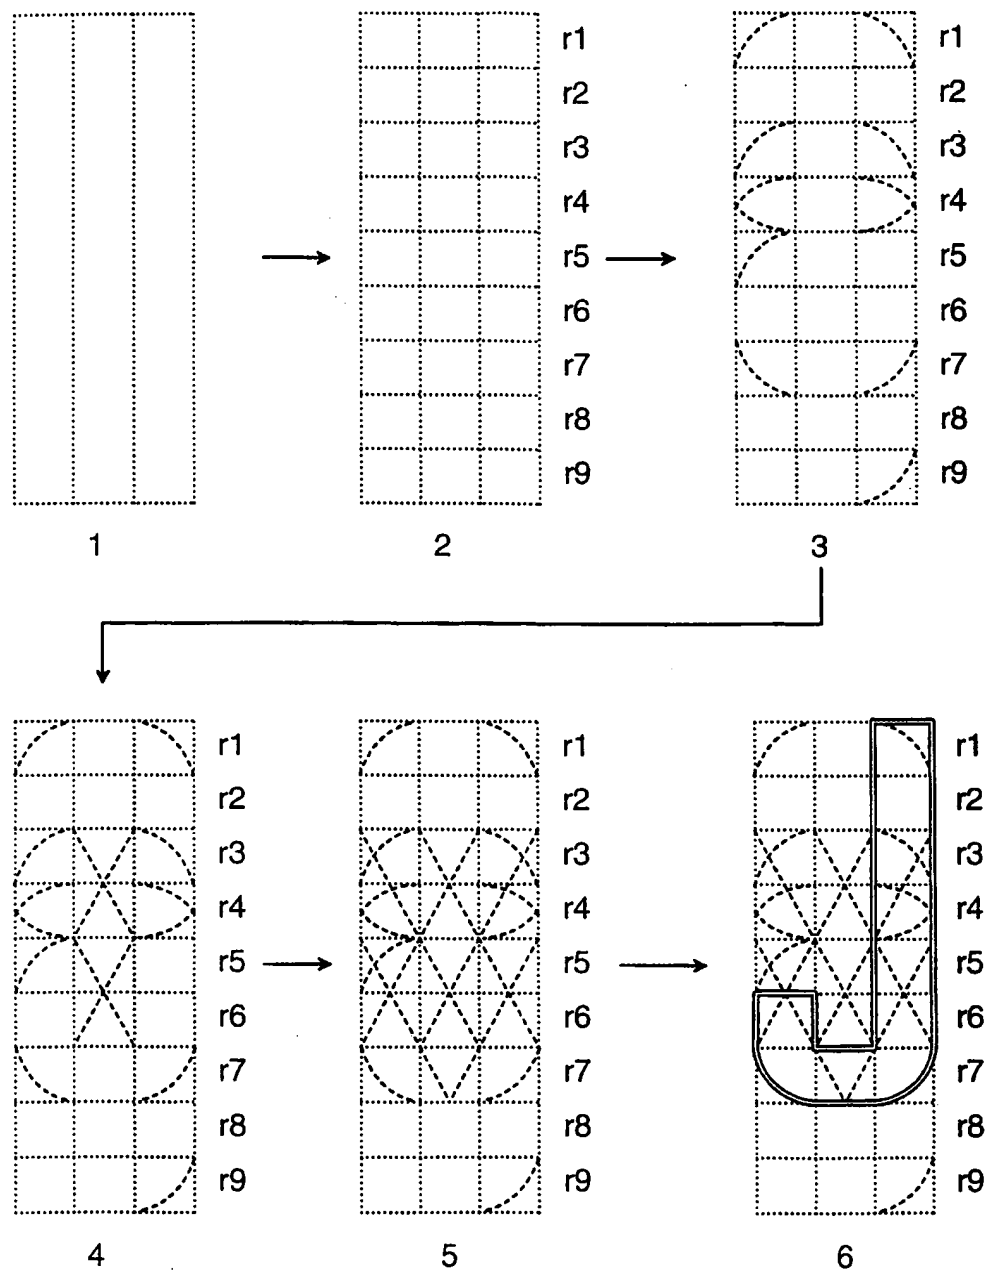 r1 r1
r2 r2
r3 r3
r4 r4
r5 r5
r6 r6
r7 r7
r8 r8
r9 r9
1 2 3
r1 r1 r1
r2 r2 r2
r3 r3 r3
r4 r4 r4
r5 r5 r5
r6 r6 r6
r7 r7 r7
r8 r8 r8
r9 r9 r9
4 5 6